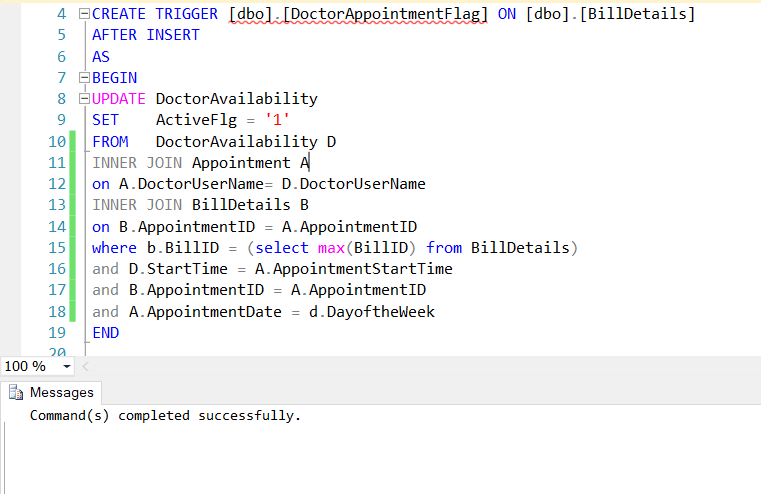 4 CREATE TRIGGER [dbo].[DoctorAppointmentFlag] ON [dbo].[BillDetails]
5 AFTER INSERT
6 AS
7 BEGIN
8 UPDATE DoctorAvailability
9 SET    ActiveFlg = '1'
10 FROM   DoctorAvailability D
11 INNER JOIN Appointment A
12 on A.DoctorUserName= D.DoctorUserName
13 INNER JOIN BillDetails B
14 on B.AppointmentID = A.AppointmentID
15 where b.BillID = (select max(BillID) from BillDetails)
16 and D.StartTime = A.AppointmentStartTime
17 and B.AppointmentID = A.AppointmentID
18 and A.AppointmentDate = d.DayoftheWeek
19 END
20
100 %
Messages
Command(s) completed successfully.